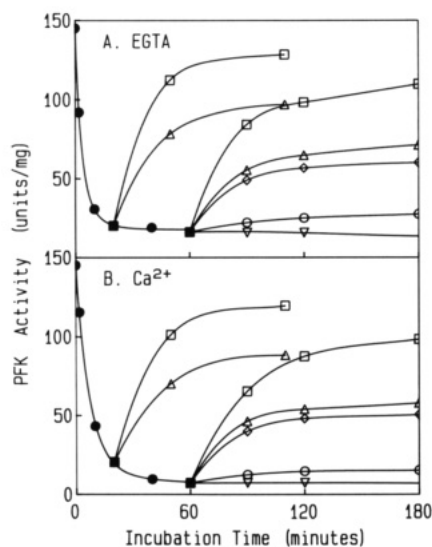 150
A. EGTA
100
50
0
150
B. Ca²⁺
100
50
0
0 60 120 180
PFK Activity (units/mg)
Incubation Time (minutes)